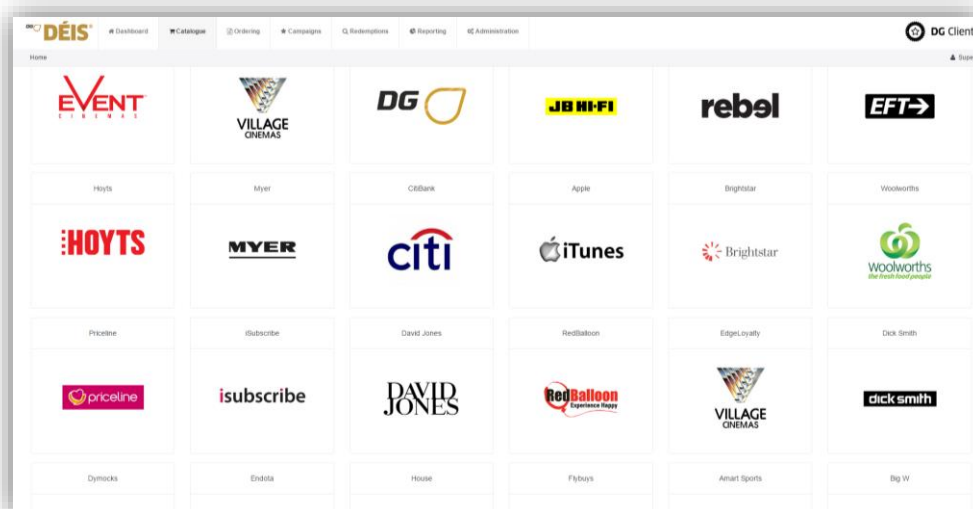 DÉIS
Dashboard
Catalogue
Ordering
Campaigns
Redemptions
Reporting
Administration
DG Client
Home
Supe
EVENT
CINEMAS
VILLAGE
CINEMAS
DG
JB HI-FI
rebel
EFT
Hoyts
Myer
CitiBank
Apple
Brightstar
Woolworths
HOYTS
MYER
citi
iTunes
Brightstar
Woolworths
the fresh food people
Priceline
iSubscribe
David Jones
RedBalloon
EdgeLoyalty
Dick Smith
priceline
isubscribe
DAVID
JONES
RedBalloon
Experience Happy
VILLAGE
CINEMAS
dick smith
Dymocks
Endota
House
Flybuys
Amart Sports
Big W